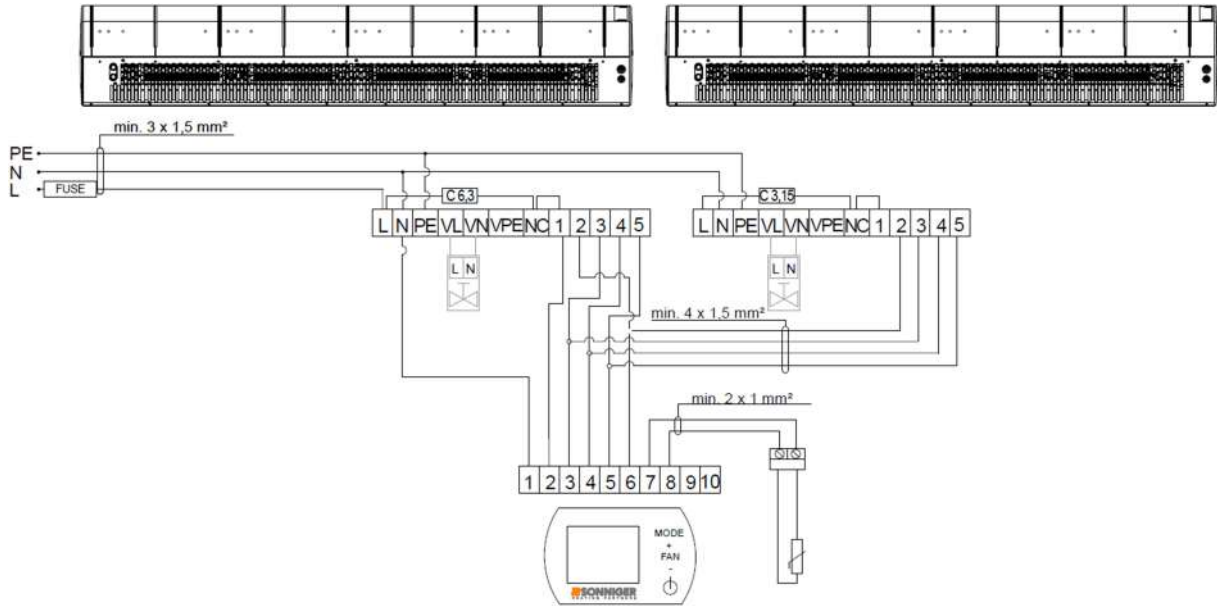 min. 3 x 1,5 mm²
PE
N
L FUSE
C 6,3 C 3,15
L N PE VL VN VPE NC 1 2 3 4 5 L N PE VL VN VPE NC 1 2 3 4 5
L N L N
min. 4 x 1,5 mm²
min. 2 x 1 mm²
1 2 3 4 5 6 7 8 9 10
MODE
+
FAN
-
SONNIGER
HEATING PARTNERS